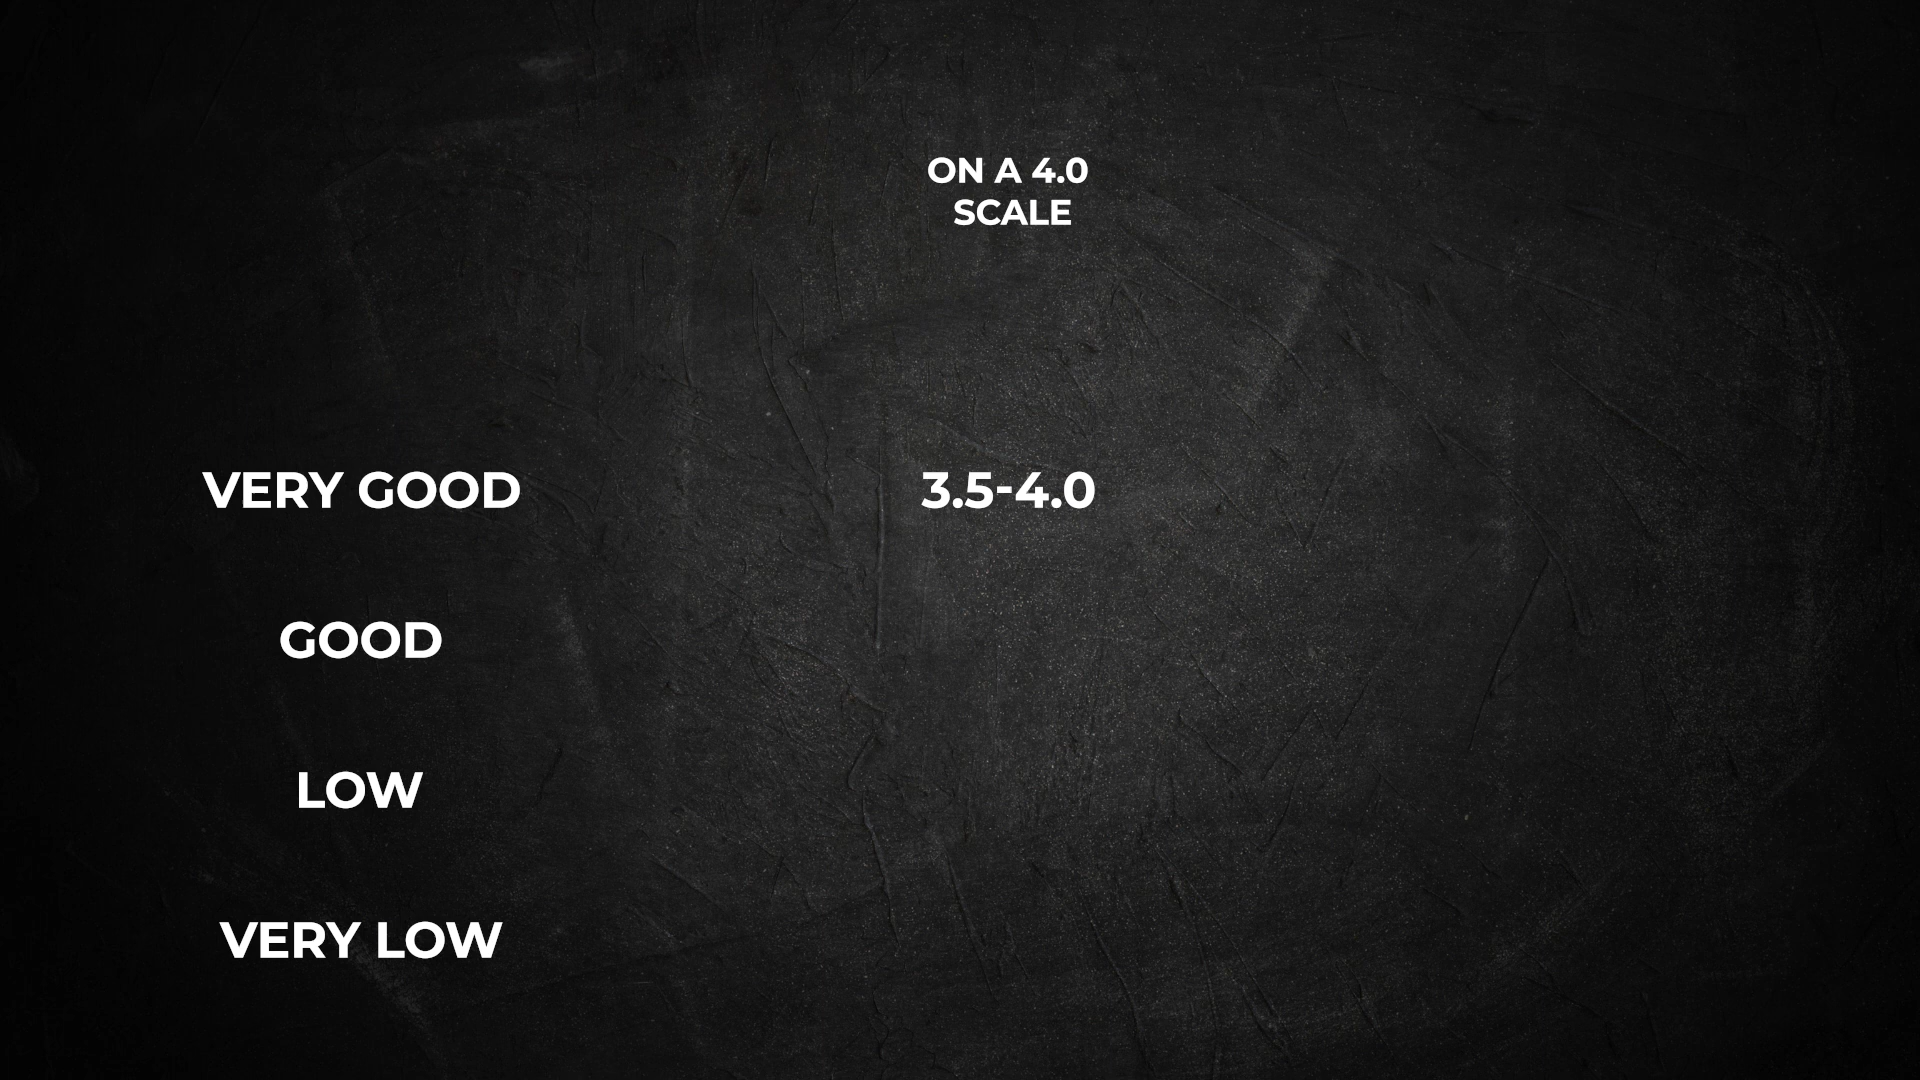 ON A 4.0
SCALE
VERY GOOD 3.5-4.0
GOOD
LOW
VERY LOW